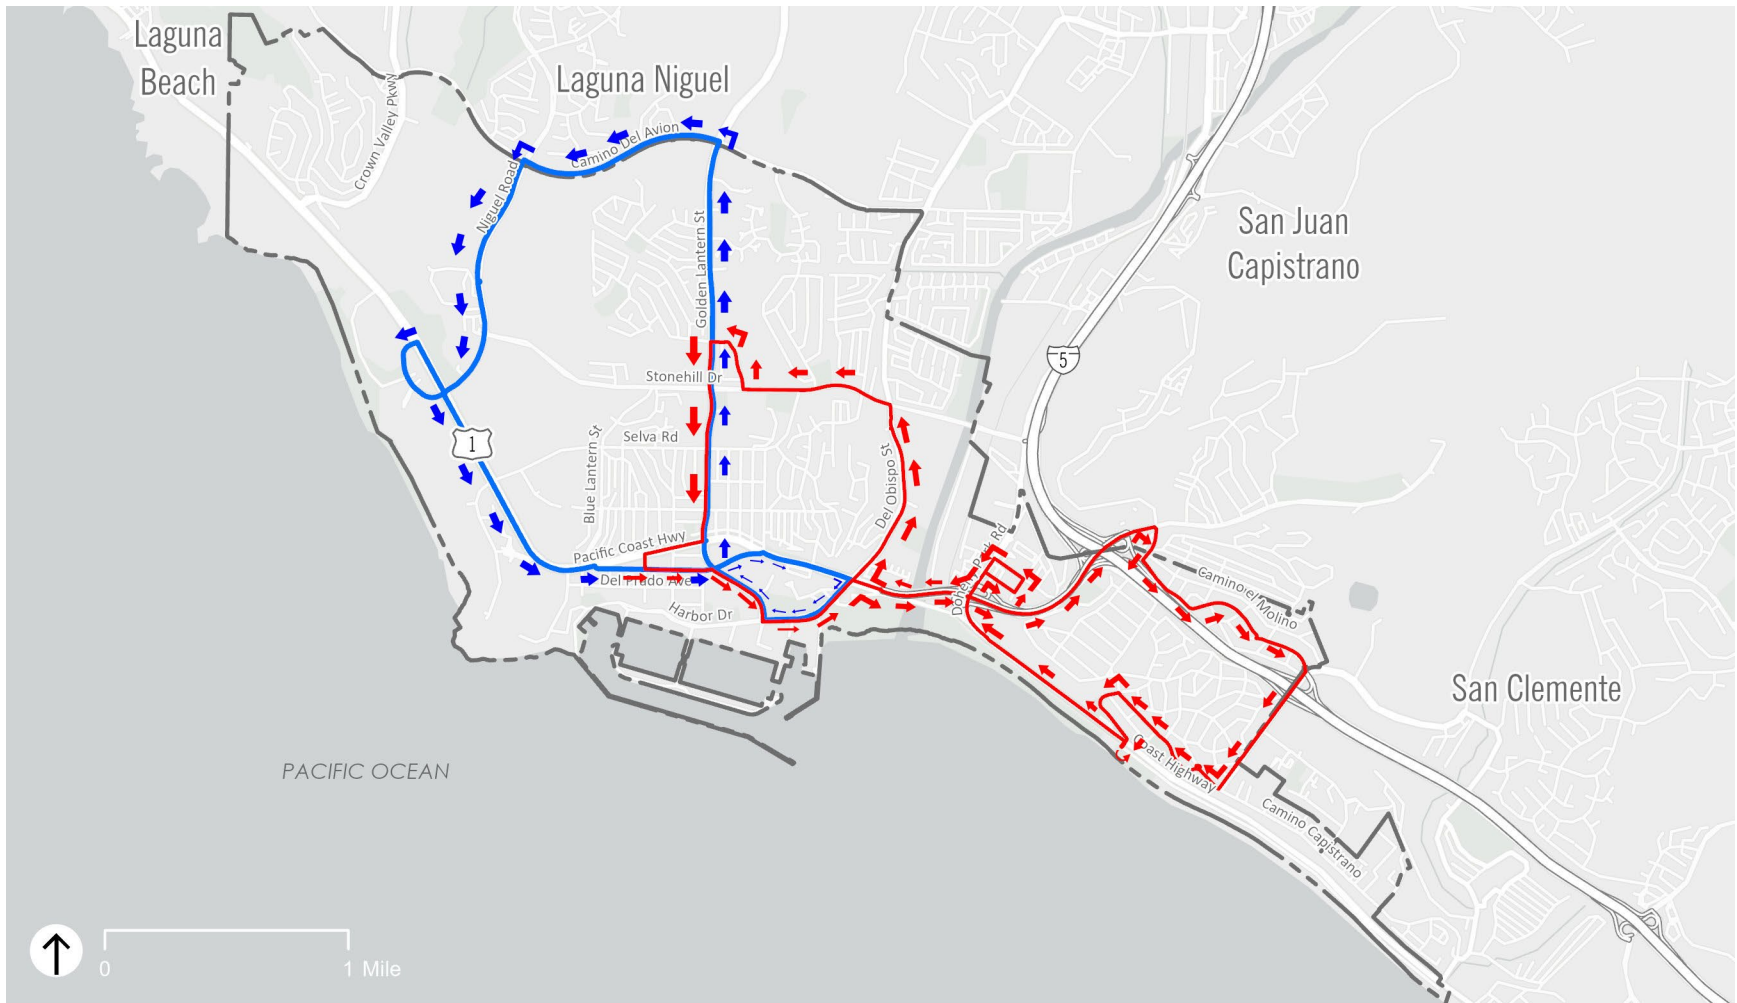 Laguna
Beach
Laguna Niguel
Crown Valley Pkwy
Camino Del Avion
Niguel Road
Golden Lantern St
San Juan
Capistrano
5
Stonehill Dr
1
Selva Rd
Blue Lantern St
Del Obispo St
Pacific Coast Hwy
Del Prado Ave
Harbor Dr
Doheny Park Rd
Camino el Molino
San Clemente
Coast Highway
Camino Capistrano
PACIFIC OCEAN
0
1 Mile